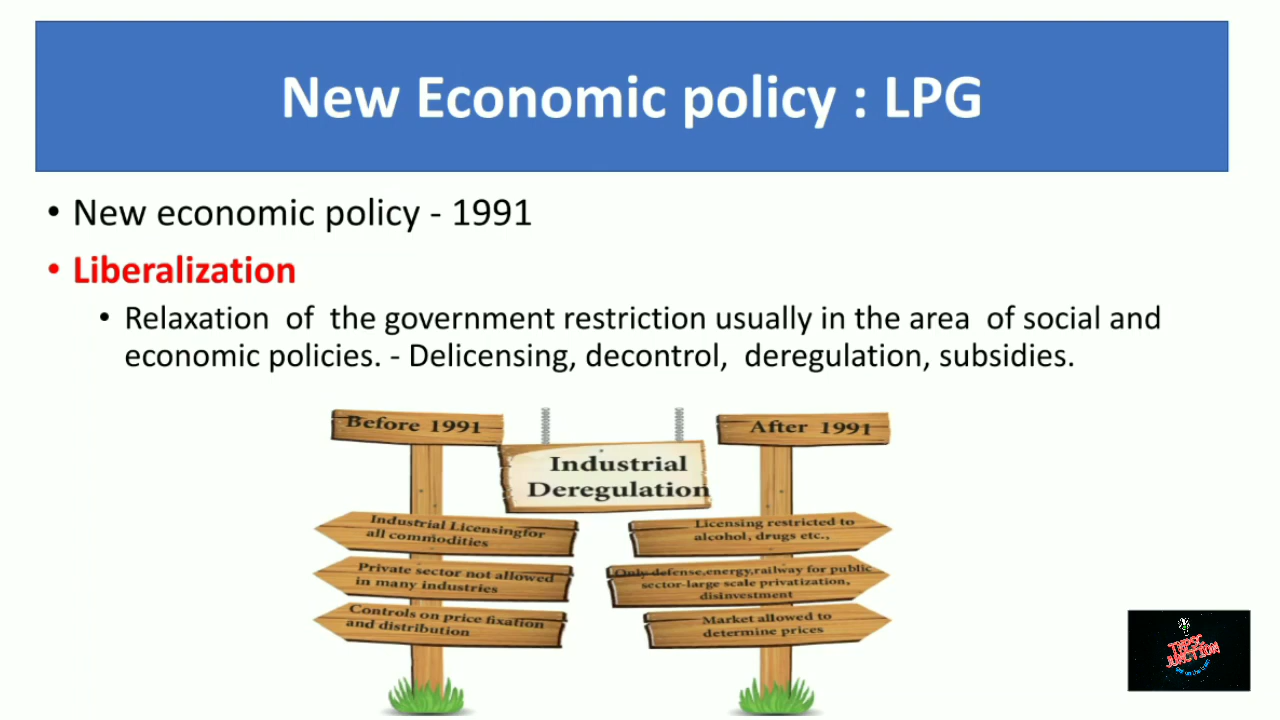 New Economic policy : LPG
• New economic policy - 1991
• Liberalization
• Relaxation of the government restriction usually in the area of social and
economic policies. - Delicensing, decontrol, deregulation, subsidies.
Before 1991
Industrial
Deregulation
After 1991
Industrial Licensingfor
all commodities
Private sector not allowed
in many industries
Controls on price fixation
and distribution
Licensing restricted to
alcohol, drugs etc.,
Only defense,energy,railway for public
sector-large scale privatization,
disinvestment
Market allowed to
determine prices
TNPSC
JUNCTION